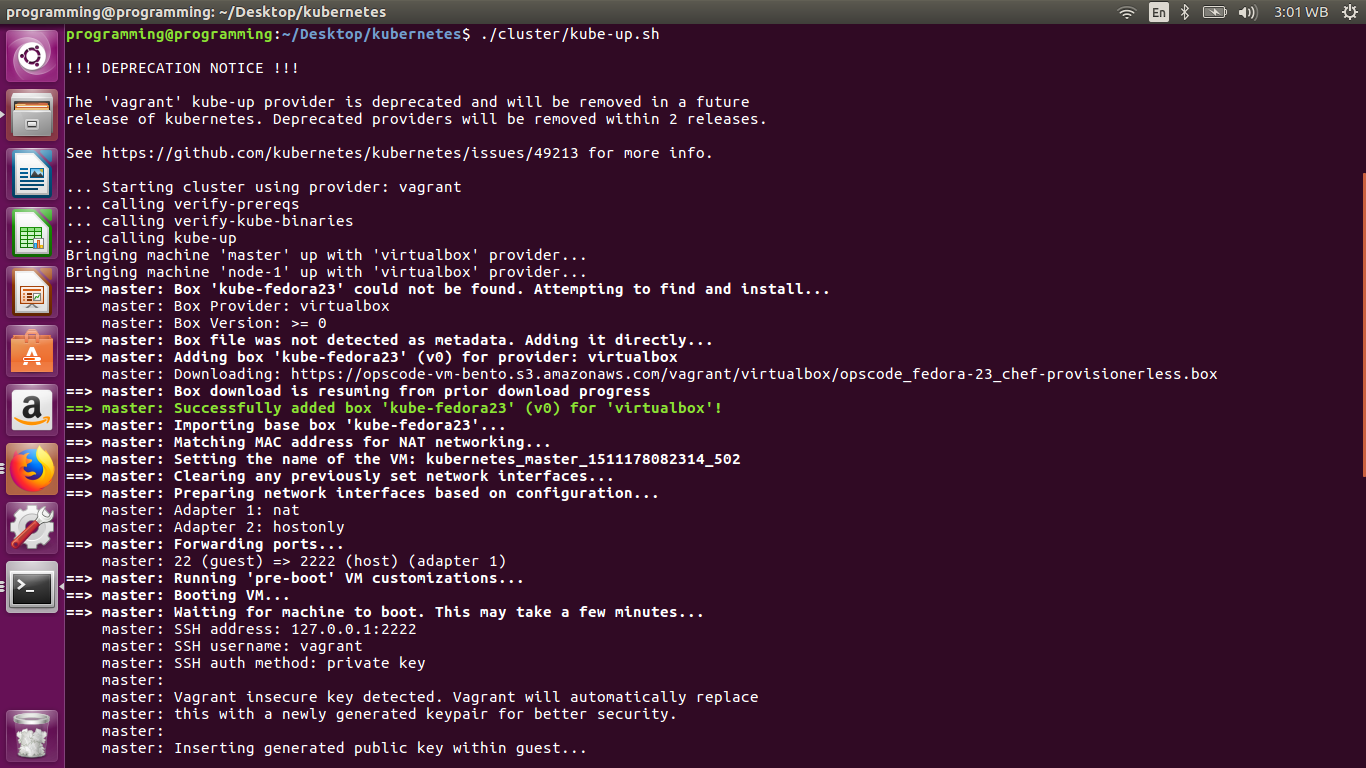 programming@programming: ~/Desktop/kubernetes
En
3:01 WB
programming@programming:~/Desktop/kubernetes$ ./cluster/kube-up.sh
!!! DEPRECATION NOTICE !!!
The 'vagrant' kube-up provider is deprecated and will be removed in a future
release of kubernetes. Deprecated providers will be removed within 2 releases.
See https://github.com/kubernetes/kubernetes/issues/49213 for more info.
... Starting cluster using provider: vagrant
... calling verify-prereqs
... calling verify-kube-binaries
... calling kube-up
Bringing machine 'master' up with 'virtualbox' provider...
Bringing machine 'node-1' up with 'virtualbox' provider...
==> master: Box 'kube-fedora23' could not be found. Attempting to find and install...
master: Box Provider: virtualbox
master: Box Version: >= 0
==> master: Box file was not detected as metadata. Adding it directly...
==> master: Adding box 'kube-fedora23' (v0) for provider: virtualbox
master: Downloading: https://opscode-vm-bento.s3.amazonaws.com/vagrant/virtualbox/opscode_fedora-23_chef-provisionerless.box
==> master: Box download is resuming from prior download progress
==> master: Successfully added box 'kube-fedora23' (v0) for 'virtualbox'!
==> master: Importing base box 'kube-fedora23'...
==> master: Matching MAC address for NAT networking...
==> master: Setting the name of the VM: kubernetes_master_1511178082314_502
==> master: Clearing any previously set network interfaces...
==> master: Preparing network interfaces based on configuration...
master: Adapter 1: nat
master: Adapter 2: hostonly
==> master: Forwarding ports...
master: 22 (guest) => 2222 (host) (adapter 1)
==> master: Running 'pre-boot' VM customizations...
==> master: Booting VM...
==> master: Waiting for machine to boot. This may take a few minutes...
master: SSH address: 127.0.0.1:2222
master: SSH username: vagrant
master: SSH auth method: private key
master:
master: Vagrant insecure key detected. Vagrant will automatically replace
master: this with a newly generated keypair for better security.
master:
master: Inserting generated public key within guest...